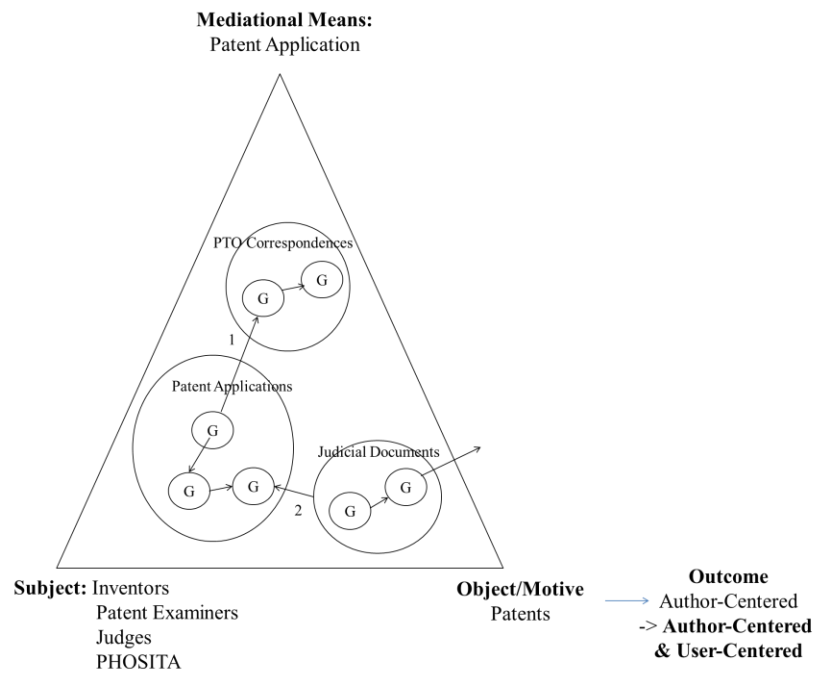 Mediational Means:
Patent Application
PTO Correspondences
G
G
1
Patent Applications
G
G
G
Judicial Documents
G
G
2
Subject: Inventors
Patent Examiners
Judges
PHOSITA
Object/Motive
Patents
Outcome
Author-Centered
-> Author-Centered
& User-Centered